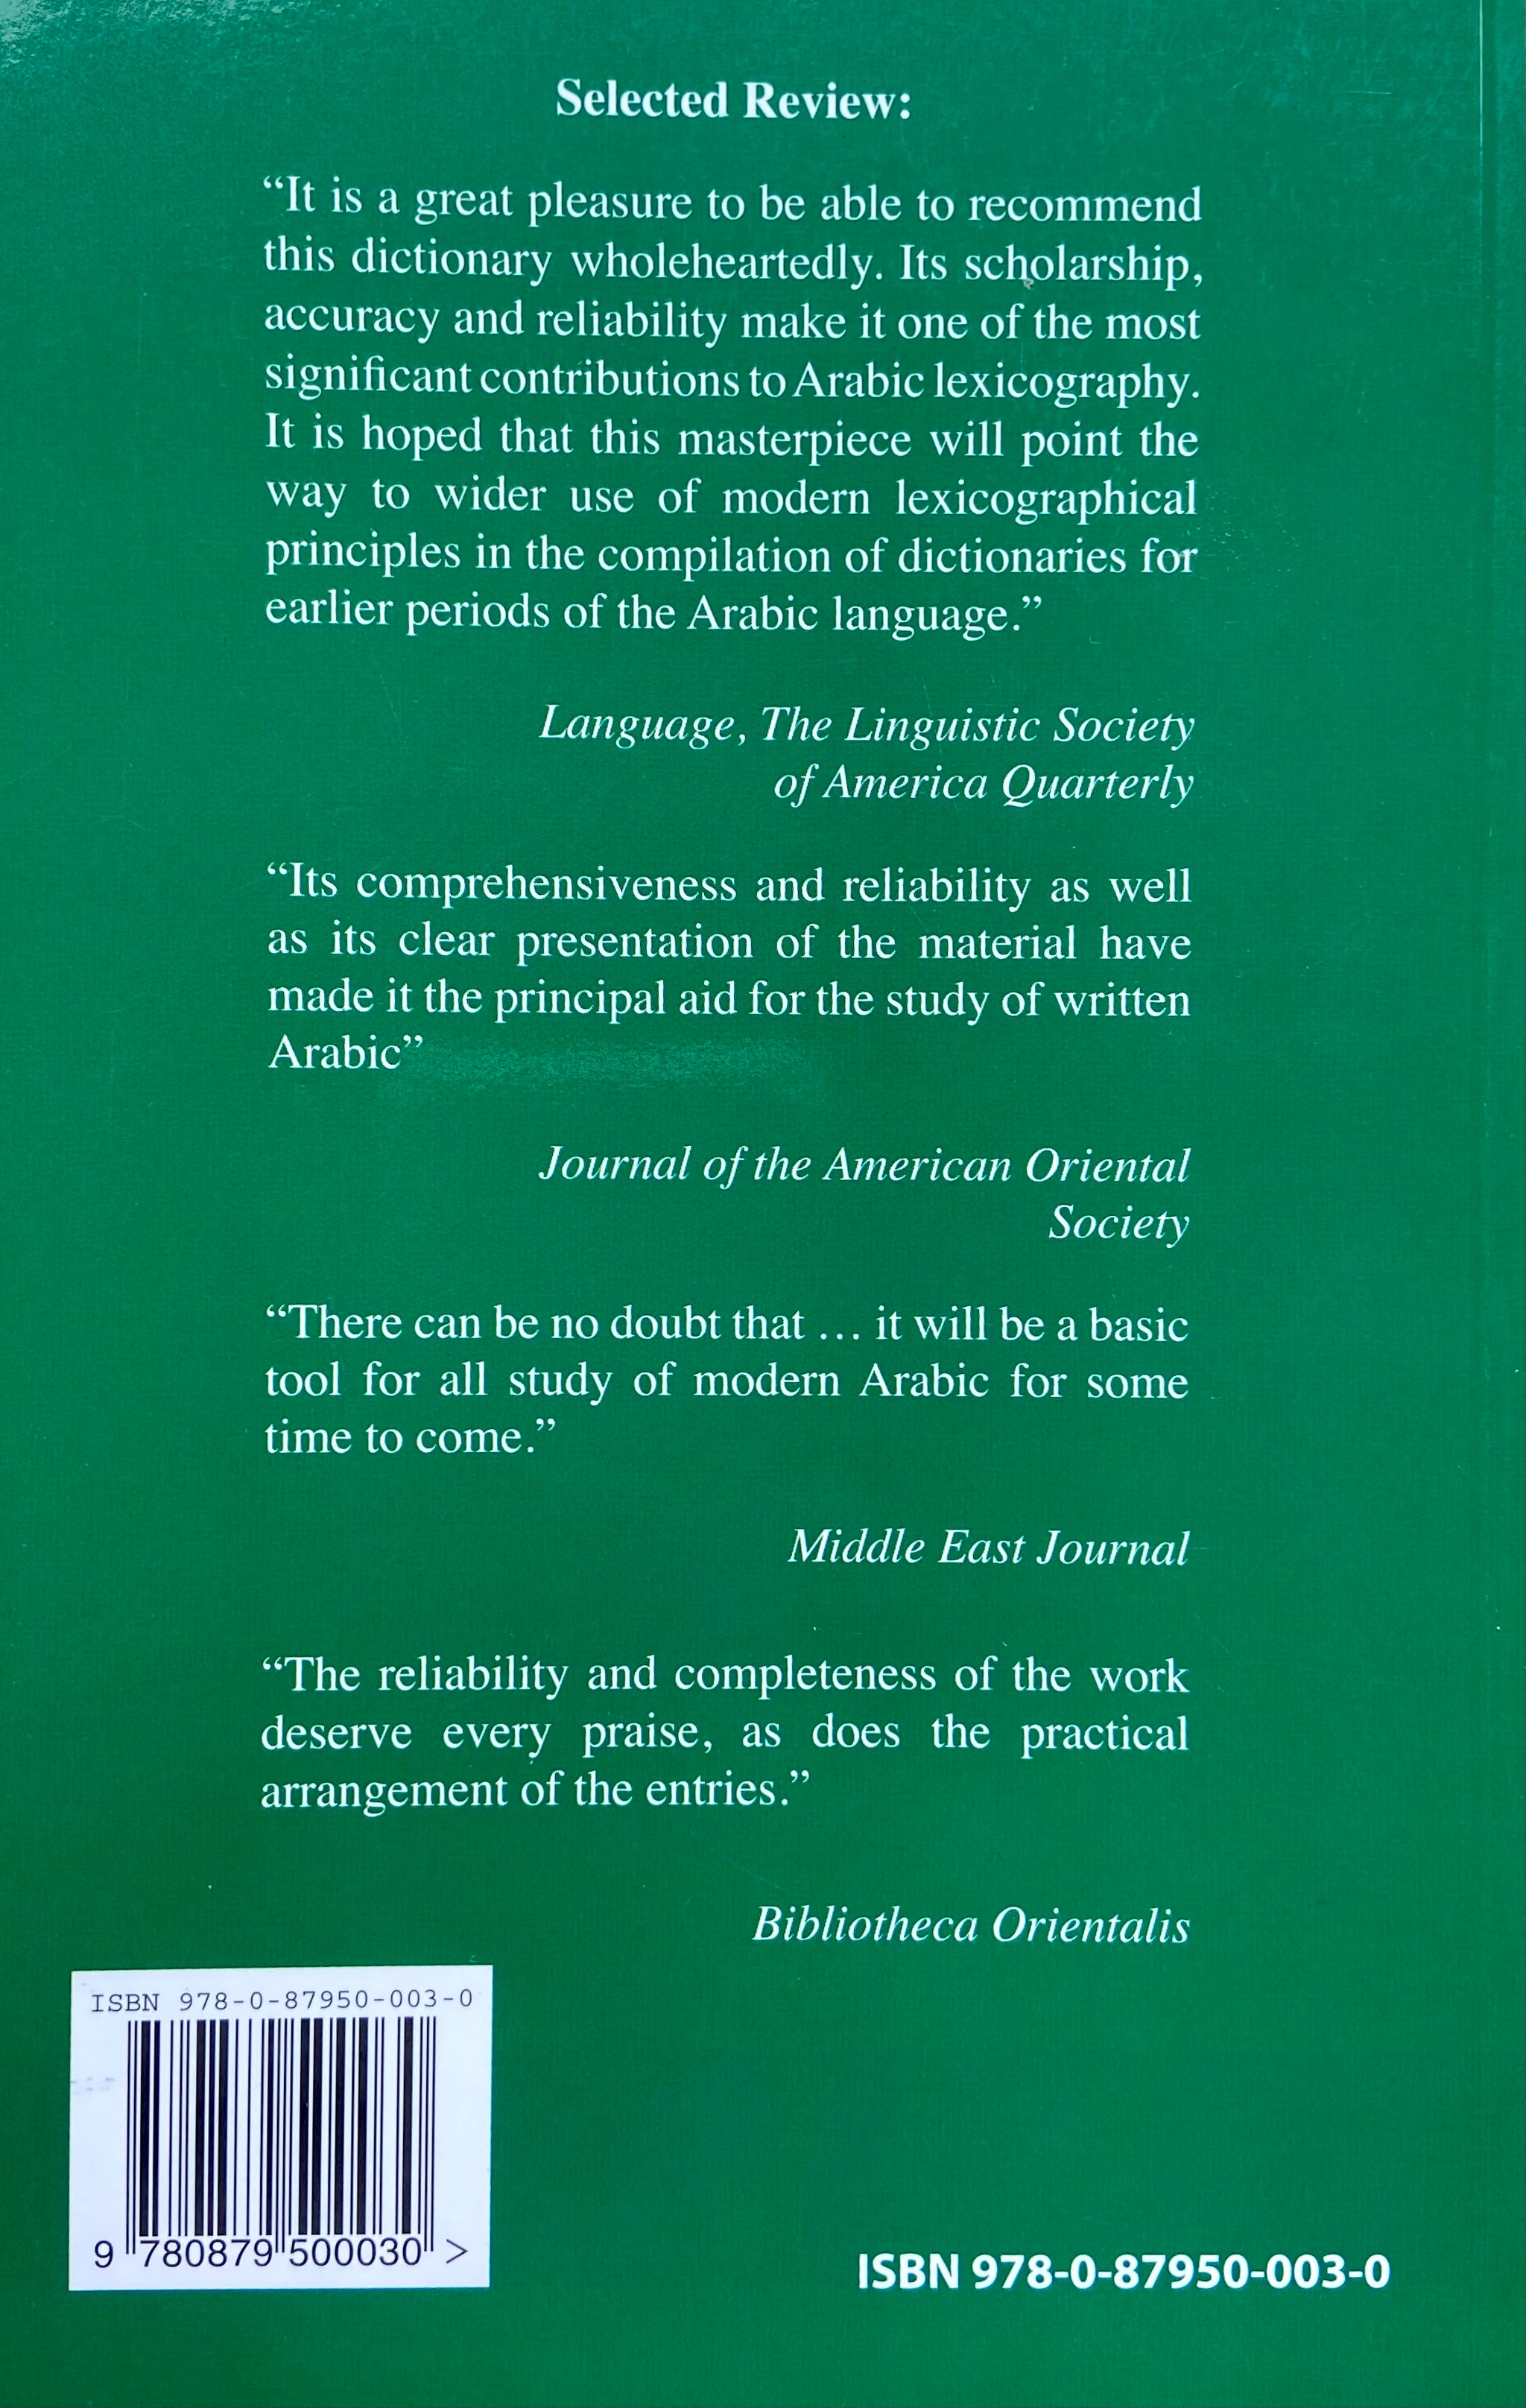 Selected Review:
“It is a great pleasure to be able to recommend
this dictionary wholeheartedly. Its scholarship,
accuracy and reliability make it one of the most
significant contributions to Arabic lexicography.
It is hoped that this masterpiece will point the
way to wider use of modern lexicographical
principles in the compilation of dictionaries for
earlier periods of the Arabic language.”
Language, The Linguistic Society
of America Quarterly
“Its comprehensiveness and reliability as well
as its clear presentation of the material have
made it the principal aid for the study of written
Arabic”
Journal of the American Oriental
Society
“There can be no doubt that … it will be a basic
tool for all study of modern Arabic for some
time to come.”
Middle East Journal
“The reliability and completeness of the work
deserve every praise, as does the practical
arrangement of the entries.”
Bibliotheca Orientalis
ISBN 978-0-87950-003-0
9 780879 500030 >
ISBN 978-0-87950-003-0